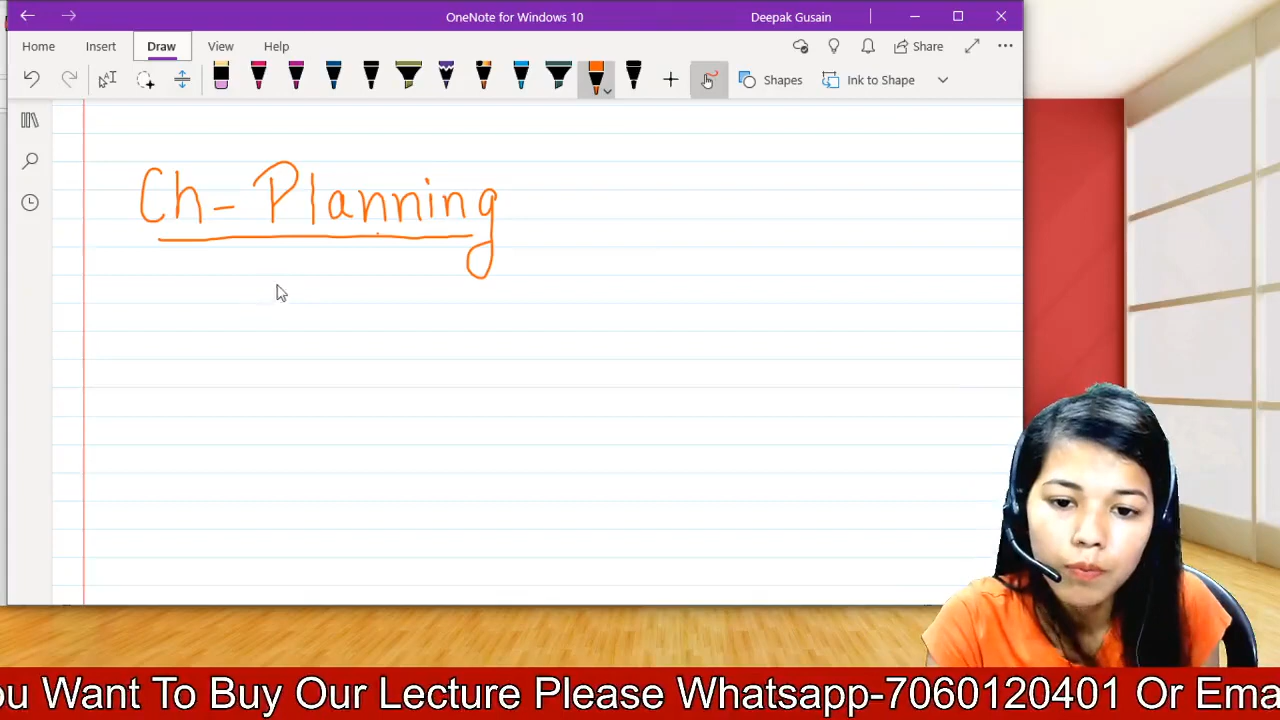 OneNote for Windows 10
Deepak Gusain
Home Insert Draw View Help Share
Shapes Ink to Shape
Ch- Planning
ou Want To Buy Our Lecture Please Whatsapp-7060120401 Or Ema